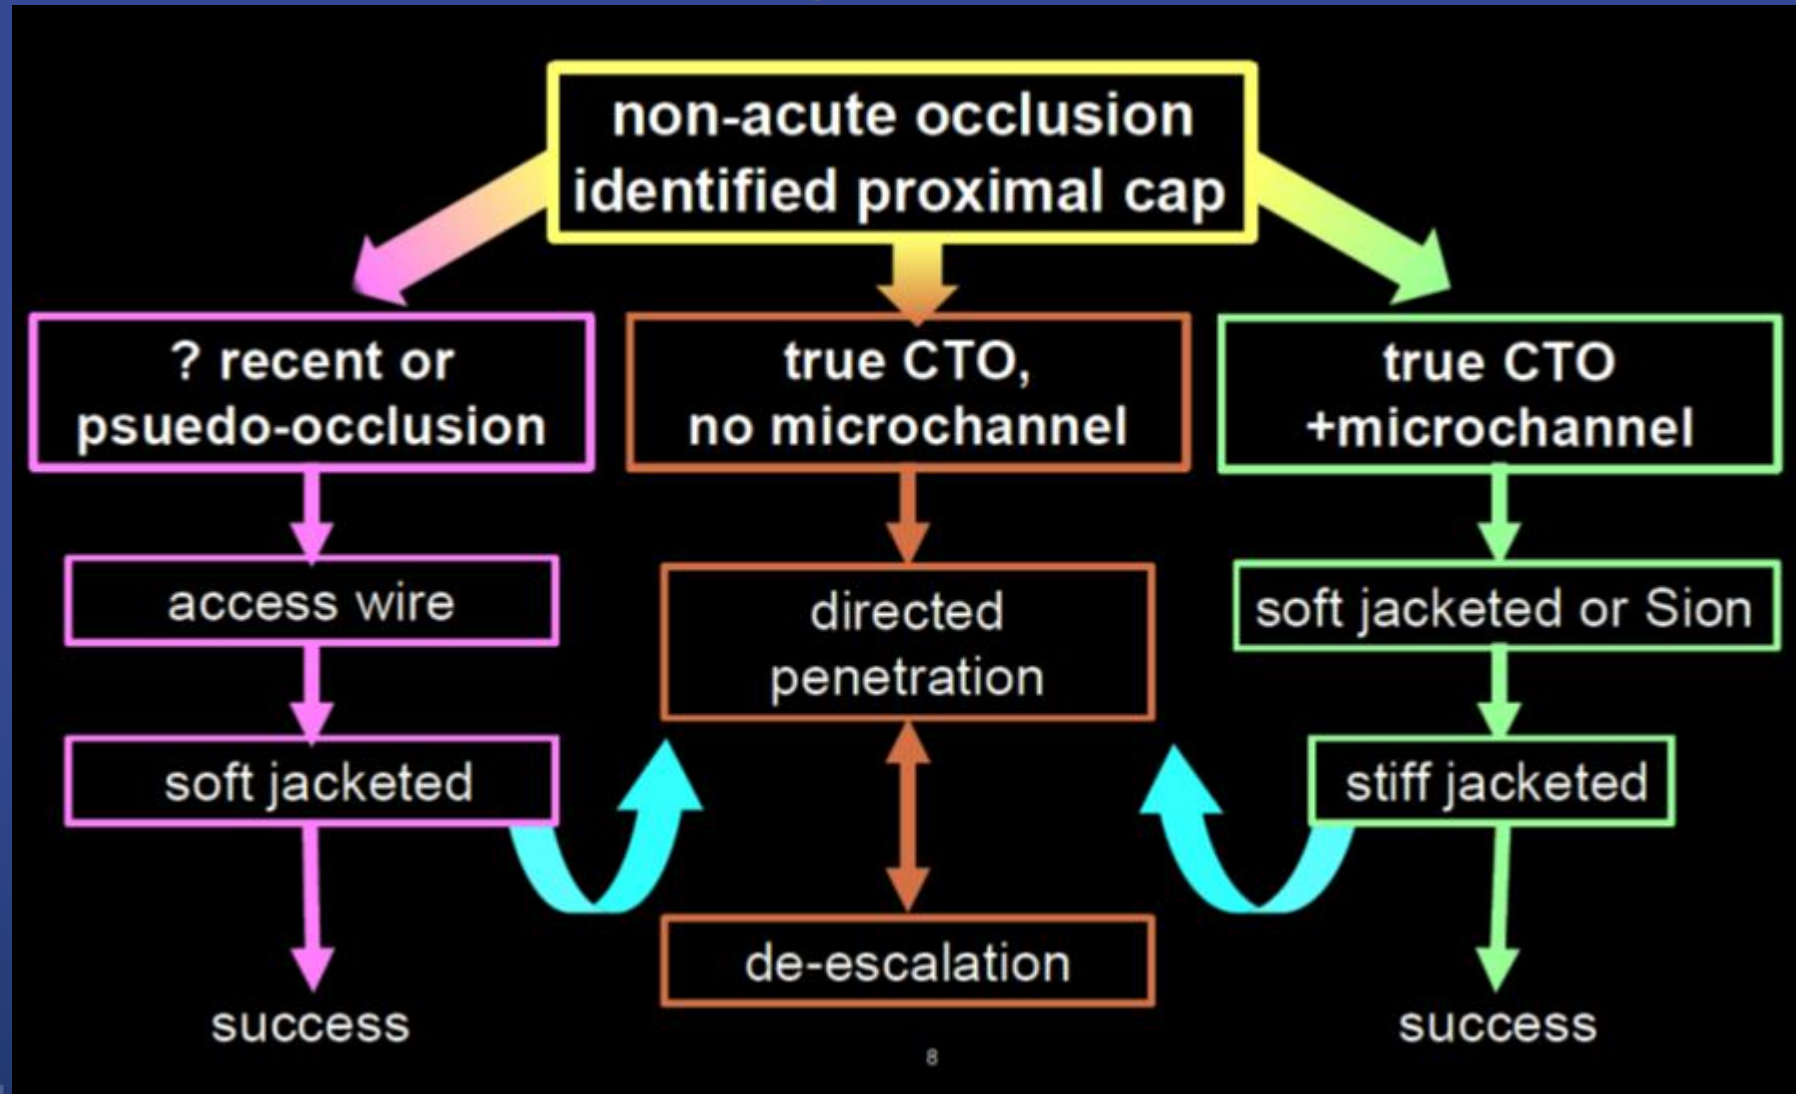 non-acute occlusion
identified proximal cap
? recent or
psuedo-occlusion
true CTO,
no microchannel
true CTO
+microchannel
access wire
directed
penetration
soft jacketed or Sion
soft jacketed
stiff jacketed
de-escalation
success
success
8